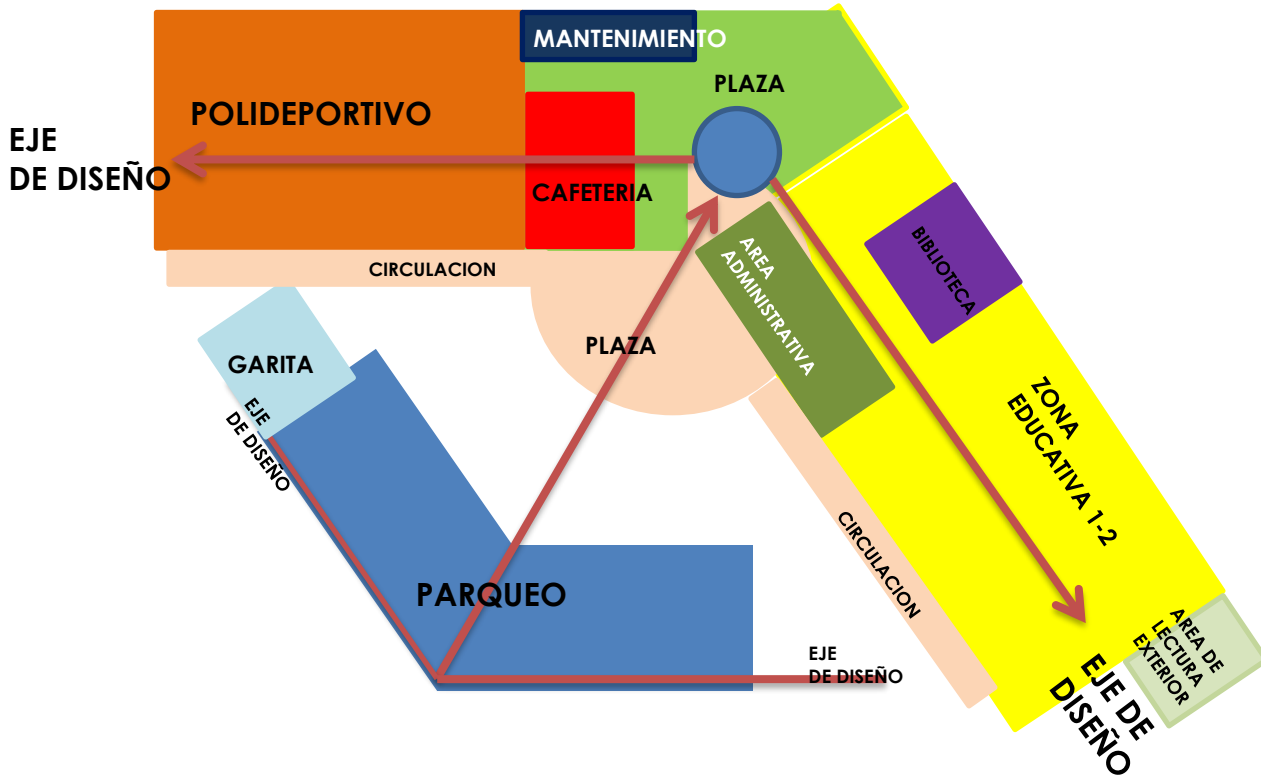 MANTENIMIENTO
PLAZA
POLIDEPORTIVO
EJE
DE DISEÑO
CAFETERIA
BIBLIOTECA
AREA
ADMINISTRATIVA
CIRCULACION
PLAZA
GARITA
EJE
DE DISEÑO
ZONA
EDUCATIVA 1-2
CIRCULACION
PARQUEO
EJE
DE DISEÑO
AREA DE
LECTURA
EXTERIOR
EJE DE
DISEÑO